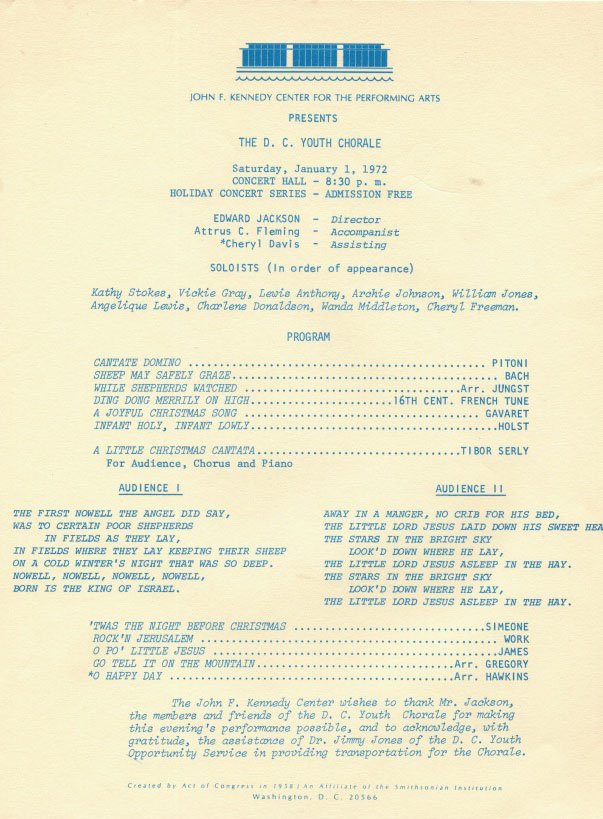 JOHN F. KENNEDY CENTER FOR THE PERFORMING ARTS
PRESENTS
THE D. C. YOUTH CHORALE
Saturday, January 1, 1972
CONCERT HALL - 8:30 p. m.
HOLIDAY CONCERT SERIES - ADMISSION FREE
EDWARD JACKSON - Director
Attrus C. Fleming - Accompanist
*Cheryl Davis - Assisting
SOLOISTS (In order of appearance)
Kathy Stokes, Vickie Gray, Lewis Anthony, Archie Johnson, William Jones,
Angelique Lewis, Charlene Donaldson, Wanda Middleton, Cheryl Freeman.
PROGRAM
CANTATE DOMINO ................................................ PITONI
SHEEP MAY SAFELY GRAZE........................................... BACH
WHILE SHEPHERDS WATCHED ...................................Arr. JUNGST
DING DONG MERRILY ON HIGH.......................16TH CENT. FRENCH TUNE
A JOYFUL CHRISTMAS SONG ....................................... GAVARET
INFANT HOLY, INFANT LOWLY........................................HOLST
A LITTLE CHRISTMAS CANTATA.................................TIBOR SERLY
For Audience, Chorus and Piano
AUDIENCE I
THE FIRST NOWELL THE ANGEL DID SAY,
WAS TO CERTAIN POOR SHEPHERDS
IN FIELDS AS THEY LAY,
IN FIELDS WHERE THEY LAY KEEPING THEIR SHEEP
ON A COLD WINTER'S NIGHT THAT WAS SO DEEP.
NOWELL, NOWELL, NOWELL, NOWELL,
BORN IS THE KING OF ISRAEL.
AUDIENCE II
AWAY IN A MANGER, NO CRIB FOR HIS BED,
THE LITTLE LORD JESUS LAID DOWN HIS SWEET HEA
THE STARS IN THE BRIGHT SKY
LOOK'D DOWN WHERE HE LAY,
THE LITTLE LORD JESUS ASLEEP IN THE HAY.
THE STARS IN THE BRIGHT SKY
LOOK'D DOWN WHERE HE LAY,
THE LITTLE LORD JESUS ASLEEP IN THE HAY.
'TWAS THE NIGHT BEFORE CHRISTMAS ...............................SIMEONE
ROCK'N JERUSALEM ................................................. WORK
O PO' LITTLE JESUS ..............................................JAMES
GO TELL IT ON THE MOUNTAIN................................Arr. GREGORY
*O HAPPY DAY ..............................................Arr. HAWKINS
The John F. Kennedy Center wishes to thank Mr. Jackson,
the members and friends of the D. C. Youth Chorale for making
this evening's performance possible, and to acknowledge, with
gratitude, the assistance of Dr. Jimmy Jones of the D. C. Youth
Opportunity Service in providing transportation for the Chorale.
Created by Act of Congress in 1958 / An Affiliate of the Smithsonian Institution
Washington, D. C. 20566